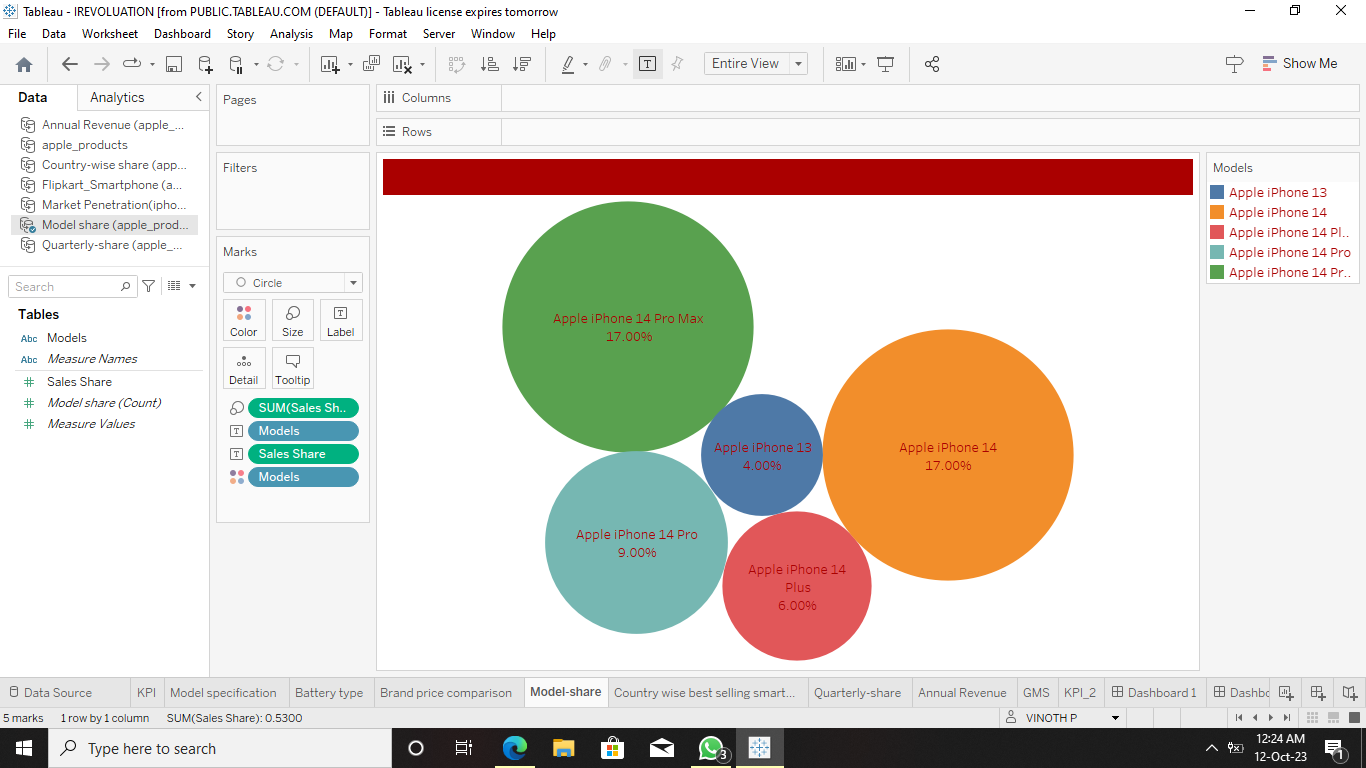 Tableau - IREVOLUATION [from PUBLIC.TABLEAU.COM (DEFAULT)] - Tableau license expires tomorrow
File Data Worksheet Dashboard Story Analysis Map Format Server Window Help
Entire View
Show Me
Data Analytics
Annual Revenue (apple_...
apple_products
Country-wise share (app...
Flipkart_Smartphone (a...
Market Penetration(ipho...
Model share (apple_prod...
Quarterly-share (apple_...
Search
Tables
Abc Models
Abc Measure Names
Sales Share
Model share (Count)
Measure Values
Pages
Filters
Marks
Circle
Color Size Label
Detail Tooltip
SUM(Sales Sh..
Models
Sales Share
Models
Columns
Rows
Apple iPhone 14 Pro Max
17.00%
Apple iPhone 13
4.00%
Apple iPhone 14
17.00%
Apple iPhone 14 Pro
9.00%
Apple iPhone 14
Plus
6.00%
Models
Apple iPhone 13
Apple iPhone 14
Apple iPhone 14 Pl..
Apple iPhone 14 Pro
Apple iPhone 14 Pr..
Data Source KPI Model specification Battery type Brand price comparison Model-share Country wise best selling smart... Quarterly-share Annual Revenue GMS KPI_2 Dashboard 1 Dashbc
5 marks 1 row by 1 column SUM(Sales Share): 0.5300 VINOTH P
Type here to search
3
12:24 AM
12-Oct-23
1